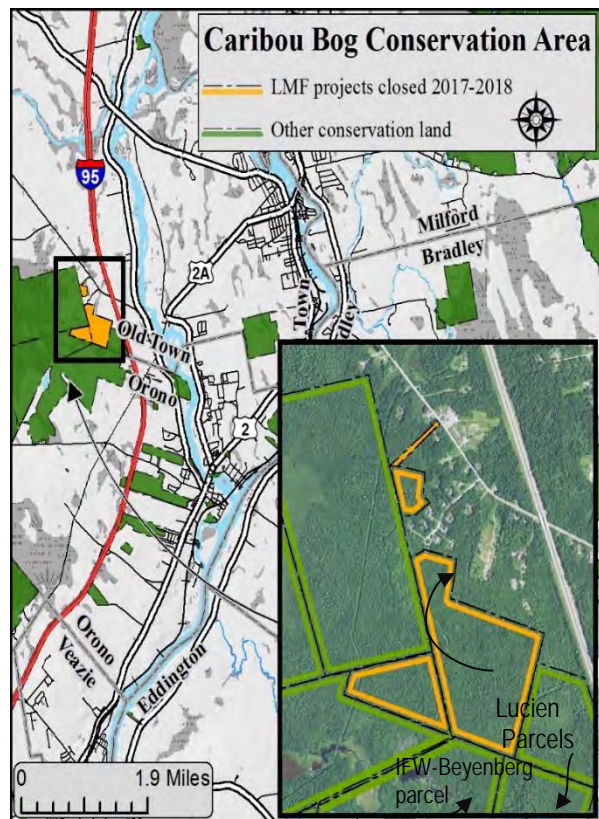 Caribou Bog Conservation Area
LMF projects closed 2017-2018
Other conservation land
95
2A
Milford
Bradley
Town
dley
Old Town
Orono
2
Orono
Veazie
Eddington
Lucien
Parcels
IFW-Beyenberg
parcel
0 1.9 Miles